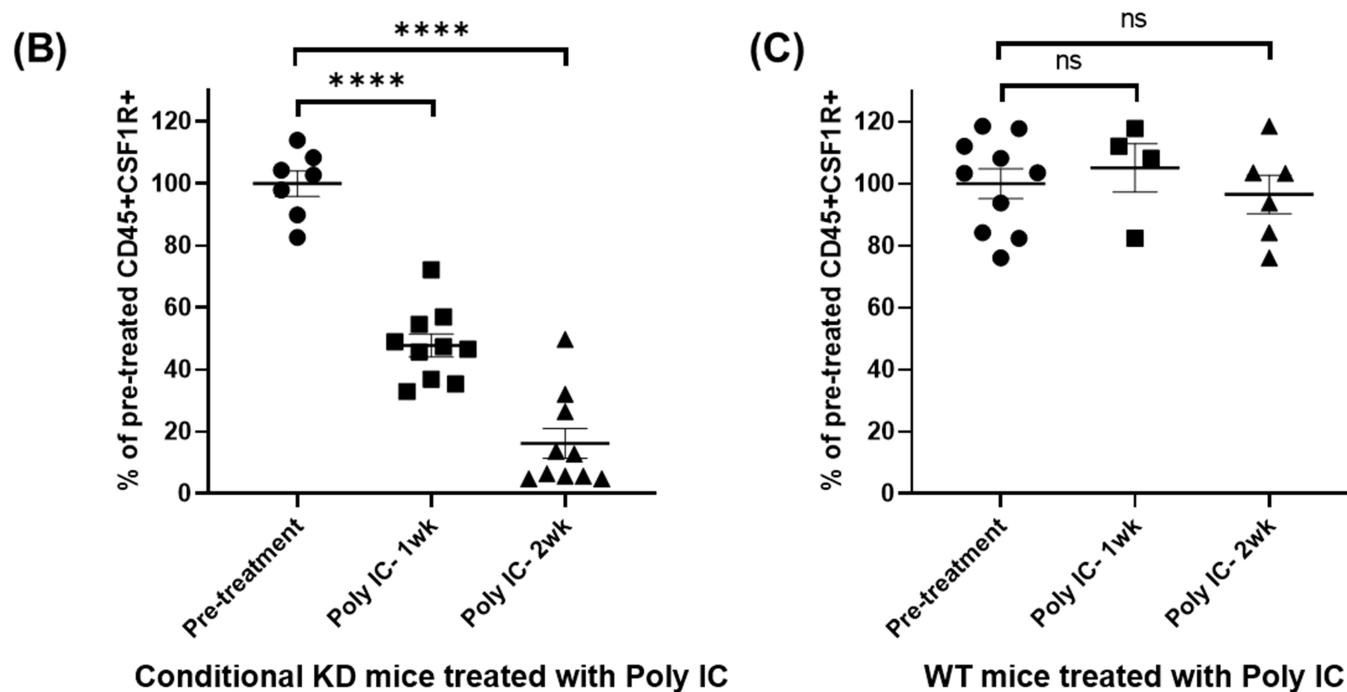 (B)
****
****
% of pre-treated CD45+CSF1R+
120
100
80
60
40
20
0
Pre-treatment
Poly IC- 1wk
Poly IC- 2wk
Conditional KD mice treated with Poly IC
(C)
ns
ns
% of pre-treated CD45+CSF1R+
120
100
80
60
40
20
0
Pre-treatment
Poly IC- 1wk
Poly IC- 2wk
WT mice treated with Poly IC